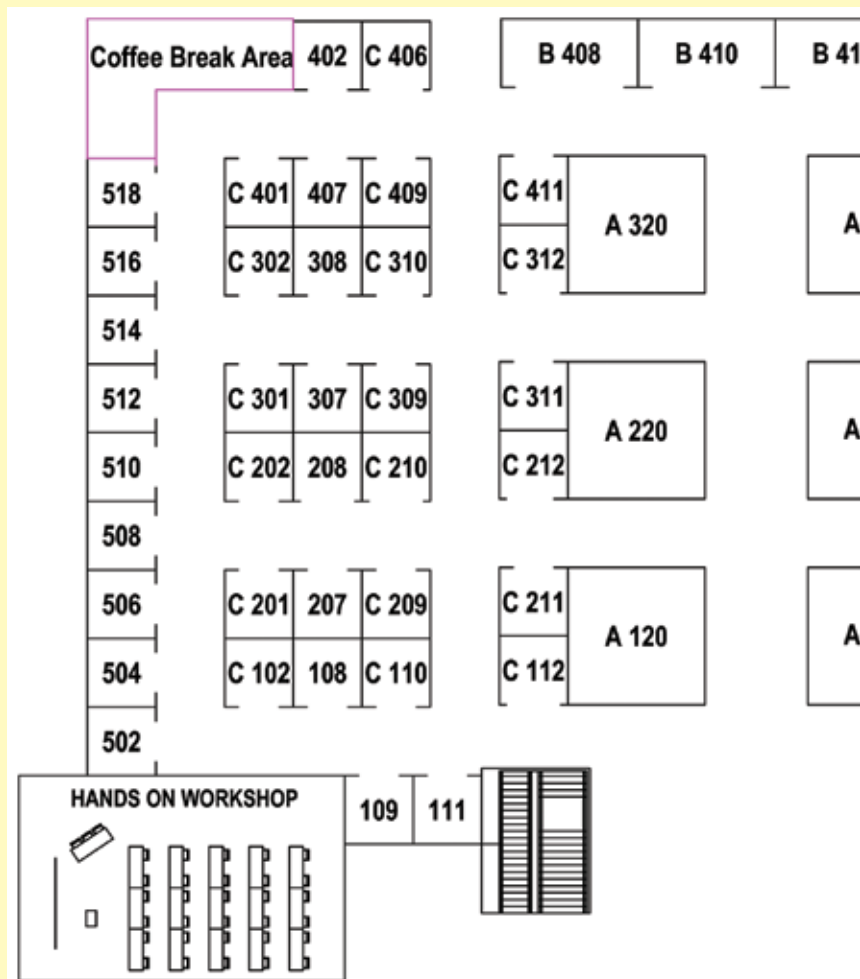 Coffee Break Area 402 C 406 B 408 B 410 B 41
518 C 401 407 C 409 C 411 A 320 A
516 C 302 308 C 310 C 312
514
512 C 301 307 C 309 C 311 A 220 A
510 C 202 208 C 210 C 212
508
506 C 201 207 C 209 C 211 A 120 A
504 C 102 108 C 110 C 112
502
HANDS ON WORKSHOP 109 111